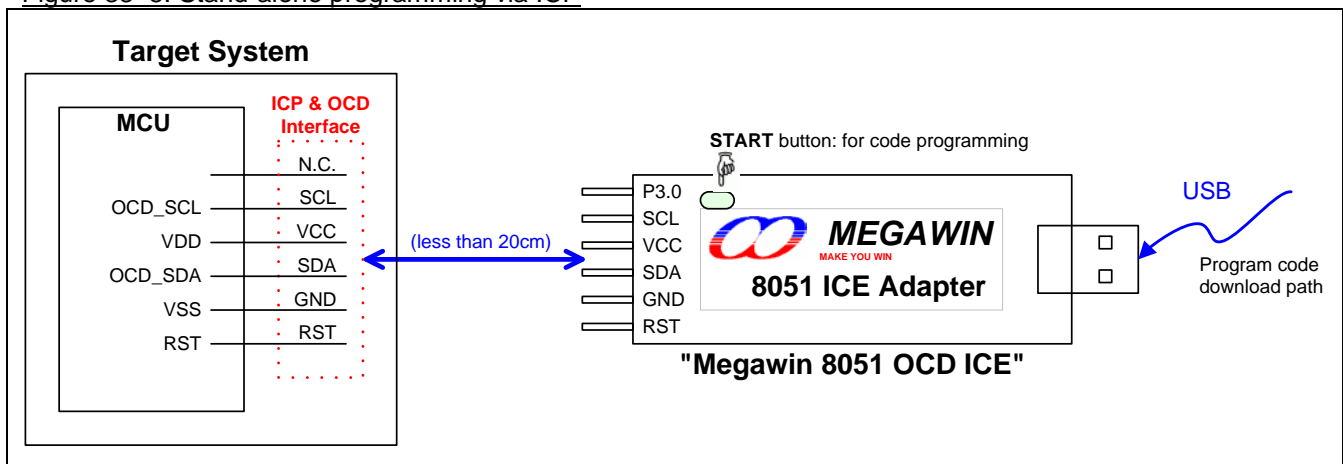 Target System
MCU
ICP & OCD
Interface
N.C.
OCD_SCL SCL
VDD VCC
OCD_SDA SDA
VSS GND
RST RST
(less than 20cm)
START button: for code programming
P3.0
SCL
VCC
SDA
GND
RST
MEGAWIN
MAKE YOU WIN
8051 ICE Adapter
"Megawin 8051 OCD ICE"
USB
Program code
download path